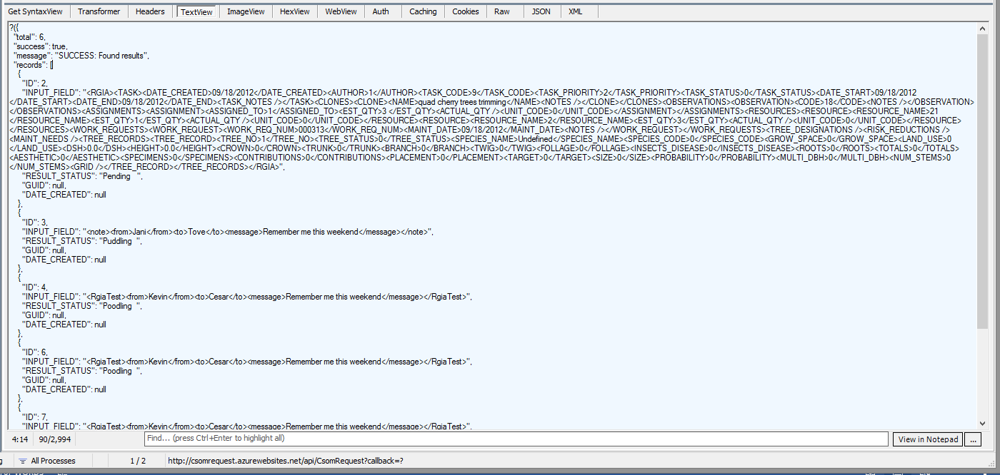 Get SyntaxView Transformer Headers TextView ImageView HexView WebView Auth Caching Cookies Raw JSON XML
?({
"total": 6,
"success": true,
"message": "SUCCESS: Found results",
"records": [
{
"ID": 2,
"INPUT_FIELD": "<RGIA><TASK><DATE_CREATED>09/18/2012</DATE_CREATED><AUTHOR>1</AUTHOR><TASK_CODE>9</TASK_CODE><TASK_PRIORITY>2</TASK_PRIORITY><TASK_STATUS>0</TASK_STATUS><DATE_START>09/18/2012
</DATE_START><DATE_END>09/18/2012</DATE_END><TASK_NOTES /></TASK><CLONES><CLONE><NAME>quad cherry trees trimming</NAME><NOTES /></CLONE></CLONES><OBSERVATIONS><OBSERVATION><CODE>18</CODE><NOTES /></OBSERVATION>
</OBSERVATIONS><ASSIGNMENTS><ASSIGNMENT><ASSIGNED_TO>1</ASSIGNED_TO><EST_QTY>3 </EST_QTY><ACTUAL_QTY /><UNIT_CODE>0</UNIT_CODE></ASSIGNMENT></ASSIGNMENTS><RESOURCES><RESOURCE><RESOURCE_NAME>21
</RESOURCE_NAME><EST_QTY>1</EST_QTY><ACTUAL_QTY /><UNIT_CODE>0</UNIT_CODE></RESOURCE><RESOURCE><RESOURCE_NAME>2</RESOURCE_NAME><EST_QTY>3</EST_QTY><ACTUAL_QTY /><UNIT_CODE>0</UNIT_CODE></RESOURCE>
</RESOURCES><WORK_REQUESTS><WORK_REQUEST><WORK_REQ_NUM>000313</WORK_REQ_NUM><MAINT_DATE>09/18/2012</MAINT_DATE><NOTES /></WORK_REQUEST></WORK_REQUESTS><TREE_DESIGNATIONS /><RISK_REDUCTIONS />
<MAINT_NEEDS /><TREE_RECORDS><TREE_RECORD><TREE_NO>1</TREE_NO><TREE_STATUS>0</TREE_STATUS><SPECIES_NAME>Undefined</SPECIES_NAME><SPECIES_CODE>0</SPECIES_CODE><GROW_SPACE>0</GROW_SPACE><LAND_USE>0
</LAND_USE><DSH>0.0</DSH><HEIGHT>0.0</HEIGHT><CROWN>0</CROWN><TRUNK>0</TRUNK><BRANCH>0</BRANCH><TWIG>0</TWIG><FOLLAGE>0</FOLLAGE><INSECTS_DISEASE>0</INSECTS_DISEASE><ROOTS>0</ROOTS><TOTALS>0</TOTALS>
<AESTHETIC>0</AESTHETIC><SPECIMENS>0</SPECIMENS><CONTRIBUTIONS>0</CONTRIBUTIONS><PLACEMENT>0</PLACEMENT><TARGET>0</TARGET><SIZE>0</SIZE><PROBABILITY>0</PROBABILITY><MULTI_DBH>0</MULTI_DBH><NUM_STEMS>0
</NUM_STEMS><GRID /></TREE_RECORD></TREE_RECORDS></RGIA>",
"RESULT_STATUS": "Pending   ",
"GUID": null,
"DATE_CREATED": null
},
{
"ID": 3,
"INPUT_FIELD": "<note><from>Jani</from><to>Tove</to><message>Remember me this weekend</message></note>",
"RESULT_STATUS": "Puddling  ",
"GUID": null,
"DATE_CREATED": null
},
{
"ID": 4,
"INPUT_FIELD": "<RgiaTest><from>Kevin</from><to>Cesar</to><message>Remember me this weekend</message></RgiaTest>",
"RESULT_STATUS": "Poodling  ",
"GUID": null,
"DATE_CREATED": null
},
{
"ID": 6,
"INPUT_FIELD": "<RgiaTest><from>Kevin</from><to>Cesar</to><message>Remember me this weekend</message></RgiaTest>",
"RESULT_STATUS": "Poodling  ",
"GUID": null,
"DATE_CREATED": null
},
{
"ID": 7,
"INPUT_FIELD": "<RgiaTest><from>Kevin</from><to>Cesar</to><message>Remember me this weekend</message></RgiaTest>",
4:14 90/2,994 Find... (press Ctrl+Enter to highlight all) View in Notepad ...
All Processes 1 / 2 http://csomrequest.azurewebsites.net/api/CsomRequest?callback=?